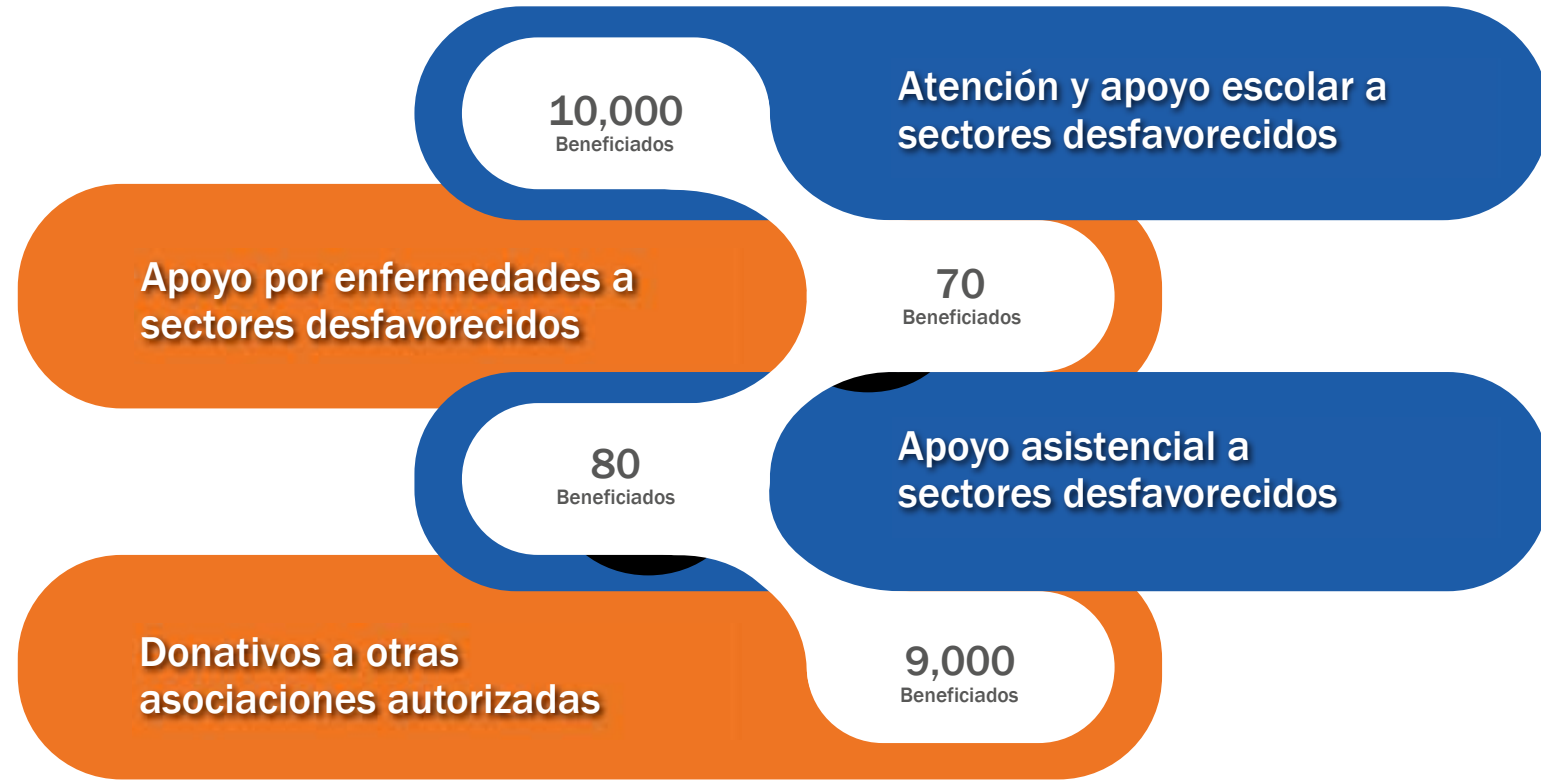 10,000
Beneficiados
Atención y apoyo escolar a
sectores desfavorecidos
Apoyo por enfermedades a
sectores desfavorecidos
70
Beneficiados
80
Beneficiados
Apoyo asistencial a
sectores desfavorecidos
Donativos a otras
asociaciones autorizadas
9,000
Beneficiados